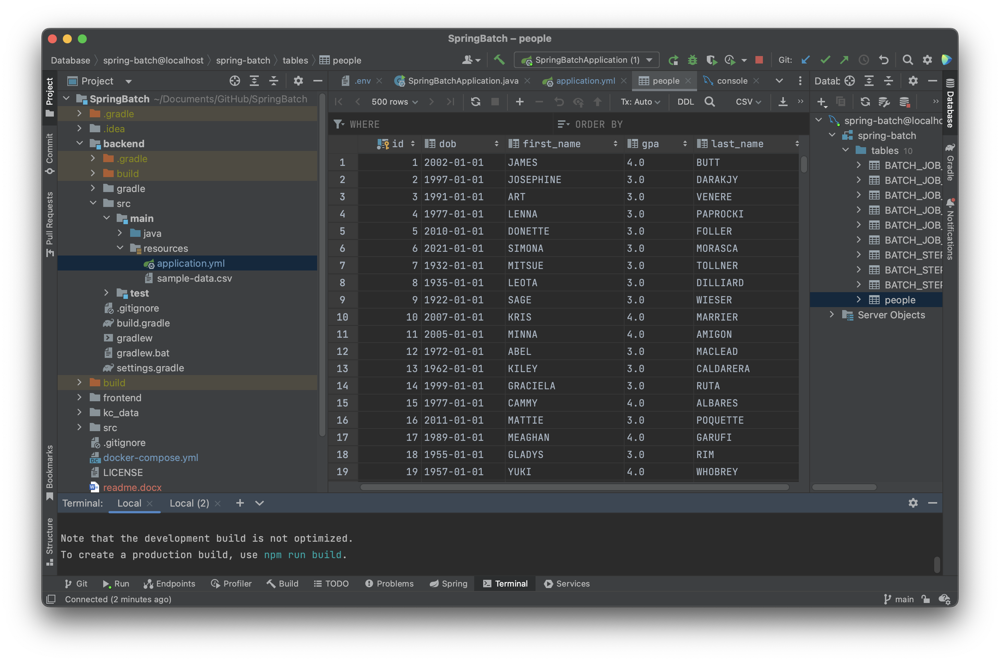 SpringBatch – people
Database spring-batch@localhost spring-batch tables people
SpringBatchApplication (1) Git:
Project
Commit
Pull Requests
Bookmarks
Structure
Project
SpringBatch ~/Documents/GitHub/SpringBatch
.gradle
.idea
backend
.gradle
build
gradle
src
main
java
resources
application.yml
sample-data.csv
test
.gitignore
build.gradle
gradlew
gradlew.bat
settings.gradle
build
frontend
kc_data
src
.gitignore
docker-compose.yml
LICENSE
readme.docx
.env SpringBatchApplication.java application.yml people console
500 rows Tx: Auto DDL CSV
WHERE ORDER BY
id dob first_name gpa last_name
1 1 2002-01-01 JAMES 4.0 BUTT
2 2 1997-01-01 JOSEPHINE 3.0 DARAKJY
3 3 1991-01-01 ART 3.0 VENERE
4 4 1977-01-01 LENNA 3.0 PAPROCKI
5 5 2010-01-01 DONETTE 3.0 FOLLER
6 6 2021-01-01 SIMONA 3.0 MORASCA
7 7 1932-01-01 MITSUE 3.0 TOLLNER
8 8 1935-01-01 LEOTA 3.0 DILLIARD
9 9 1922-01-01 SAGE 3.0 WIESER
10 10 2007-01-01 KRIS 4.0 MARRIER
11 11 2005-01-01 MINNA 4.0 AMIGON
12 12 1972-01-01 ABEL 3.0 MACLEAD
13 13 1962-01-01 KILEY 3.0 CALDARERA
14 14 1999-01-01 GRACIELA 3.0 RUTA
15 15 1977-01-01 CAMMY 4.0 ALBARES
16 16 2011-01-01 MATTIE 3.0 POQUETTE
17 17 1989-01-01 MEAGHAN 4.0 GARUFI
18 18 1955-01-01 GLADYS 3.0 RIM
19 19 1957-01-01 YUKI 4.0 WHOBREY
Datab
spring-batch@localhc
spring-batch
tables 10
BATCH_JOB_
BATCH_JOB_
BATCH_JOB_
BATCH_JOB_
BATCH_JOB_
BATCH_JOB_
BATCH_STEP
BATCH_STEP
BATCH_STEP
people
Server Objects
Database
Gradle
Notifications
Terminal: Local Local (2)
Note that the development build is not optimized.
To create a production build, use npm run build.
Git Run Endpoints Profiler Build TODO Problems Spring Terminal Services
Connected (2 minutes ago) main